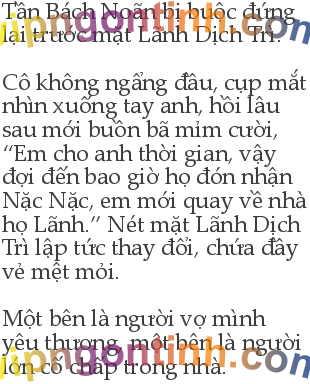 Tần Bách Noãn bị buộc đứng
lại trước mặt Lãnh Dịch Trì.
Cô không ngẩng đầu, cụp mắt
nhìn xuống tay anh, hồi lâu
sau mới buồn bã mỉm cười,
“Em cho anh thời gian, vậy
đợi đến bao giờ họ đón nhận
Nặc Nặc, em mới quay về nhà
họ Lãnh.” Nét mặt Lãnh Dịch
Trì lập tức thay đổi, chứa đầy
vẻ mệt mỏi.
Một bên là người vợ mình
yêu thương, một bên là người
lớn cố chấp trong nhà.